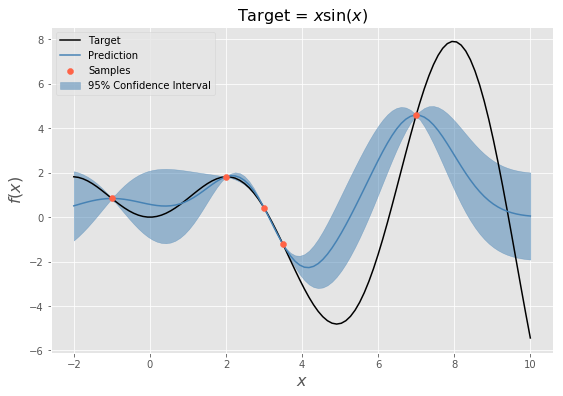 Target = xsin(x)
Target
Prediction
Samples
95% Confidence Interval
f(x)
8
6
4
2
0
−2
−4
−6
−2 0 2 4 6 8 10
x